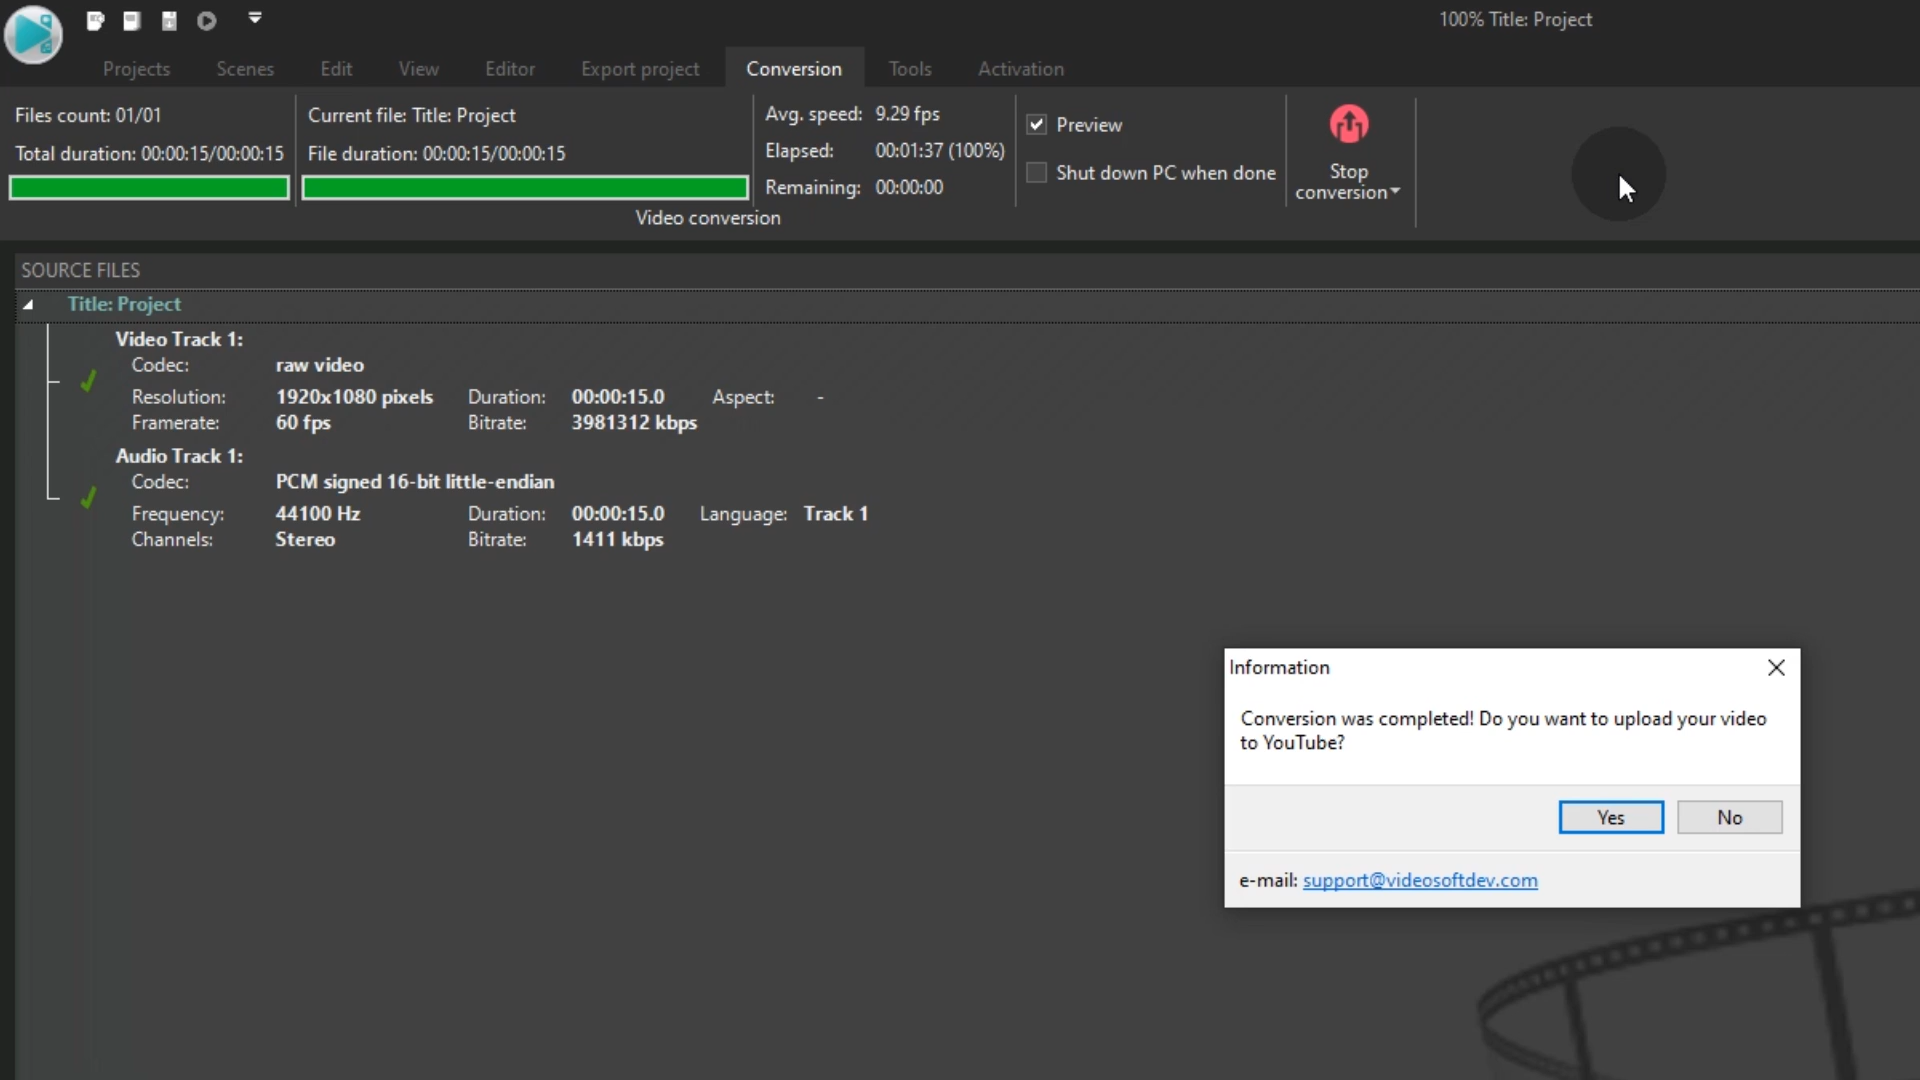 100% Title: Project
Projects Scenes Edit View Editor Export project Conversion Tools Activation
Files count: 01/01
Total duration: 00:00:15/00:00:15
Current file: Title: Project
File duration: 00:00:15/00:00:15
Avg. speed: 9.29 fps
Elapsed: 00:01:37 (100%)
Remaining: 00:00:00
Preview
Shut down PC when done
Stop
conversion
Video conversion
SOURCE FILES
Title: Project
Video Track 1:
Codec: raw video
Resolution: 1920x1080 pixels Duration: 00:00:15.0 Aspect: -
Framerate: 60 fps Bitrate: 3981312 kbps
Audio Track 1:
Codec: PCM signed 16-bit little-endian
Frequency: 44100 Hz Duration: 00:00:15.0 Language: Track 1
Channels: Stereo Bitrate: 1411 kbps
Information
Conversion was completed! Do you want to upload your video
to YouTube?
Yes No
e-mail: support@videosoftdev.com